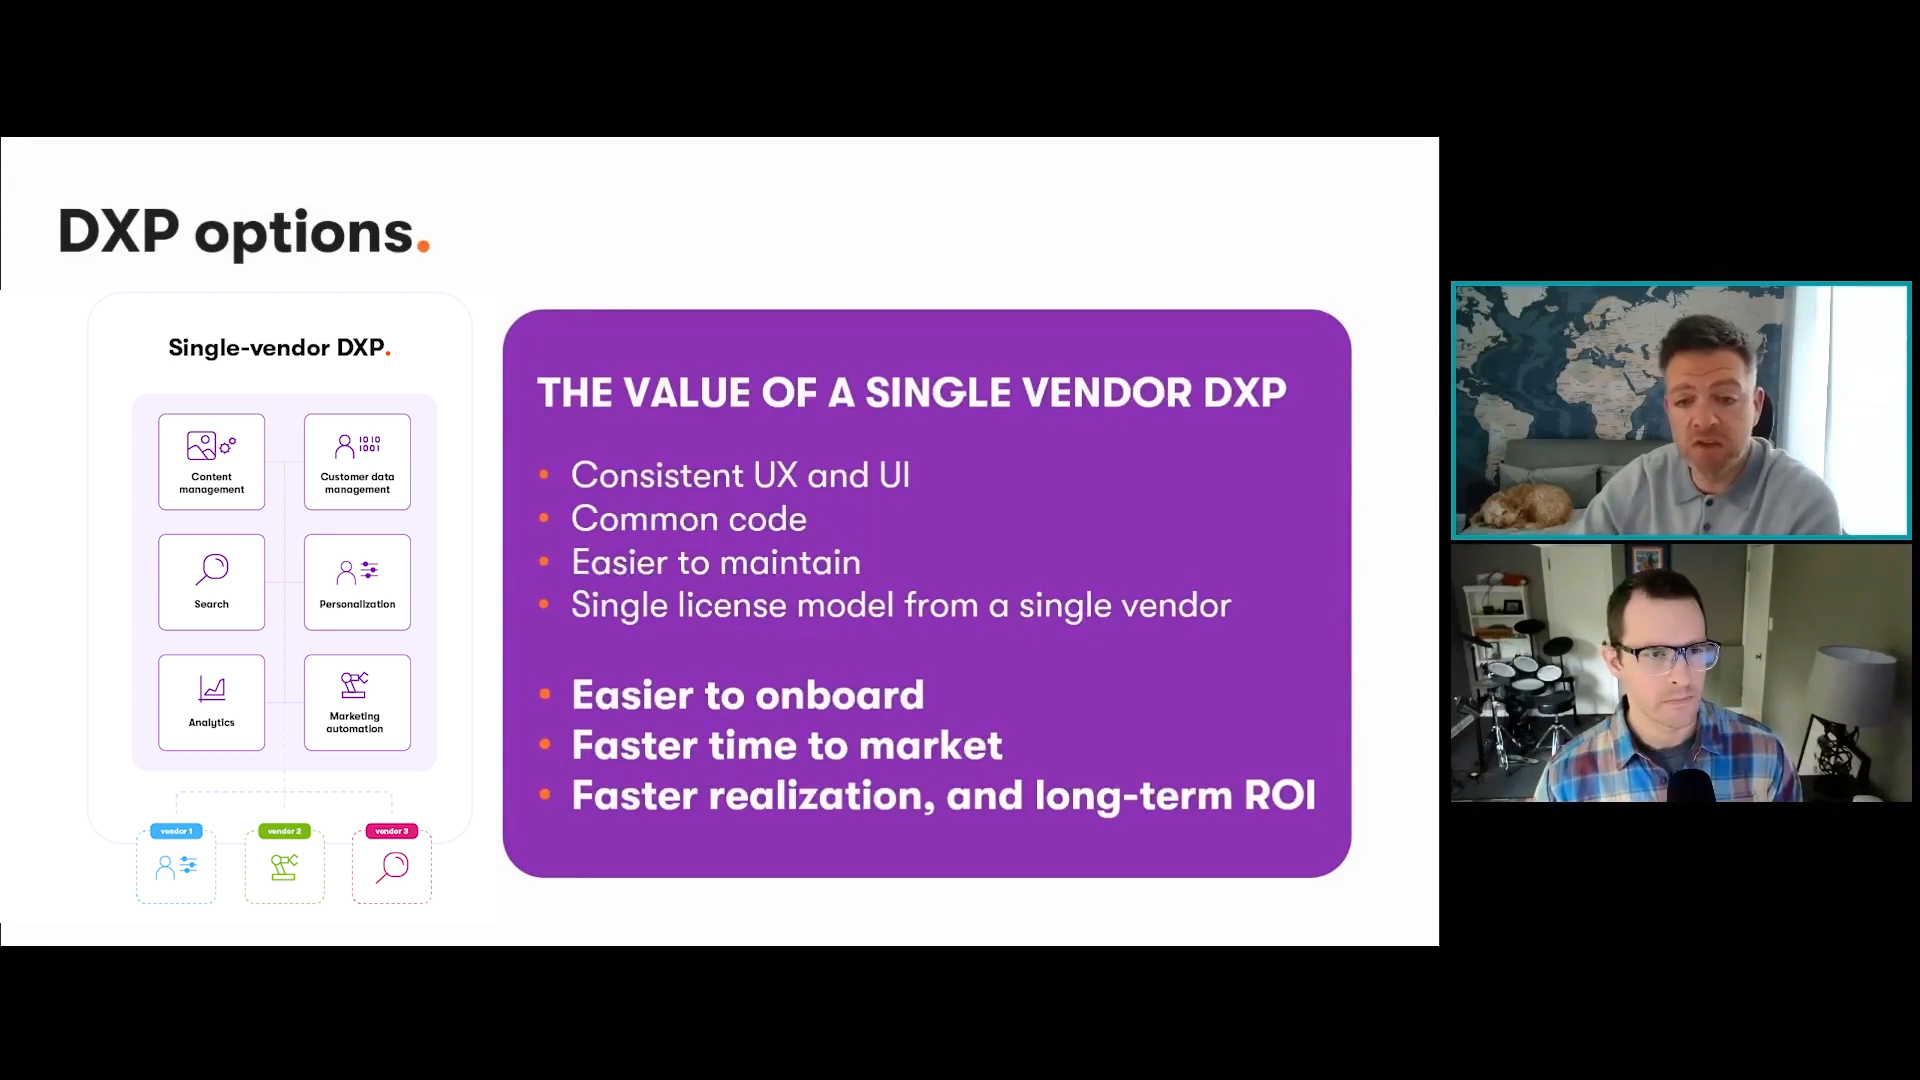 DXP options.
Single-vendor DXP.
Content
management
Customer data
management
1010
1001
Search
Personalization
Analytics
Marketing
automation
vendor 1
vendor 2
vendor 3
THE VALUE OF A SINGLE VENDOR DXP
• Consistent UX and UI
• Common code
• Easier to maintain
• Single license model from a single vendor
• Easier to onboard
• Faster time to market
• Faster realization, and long-term ROI